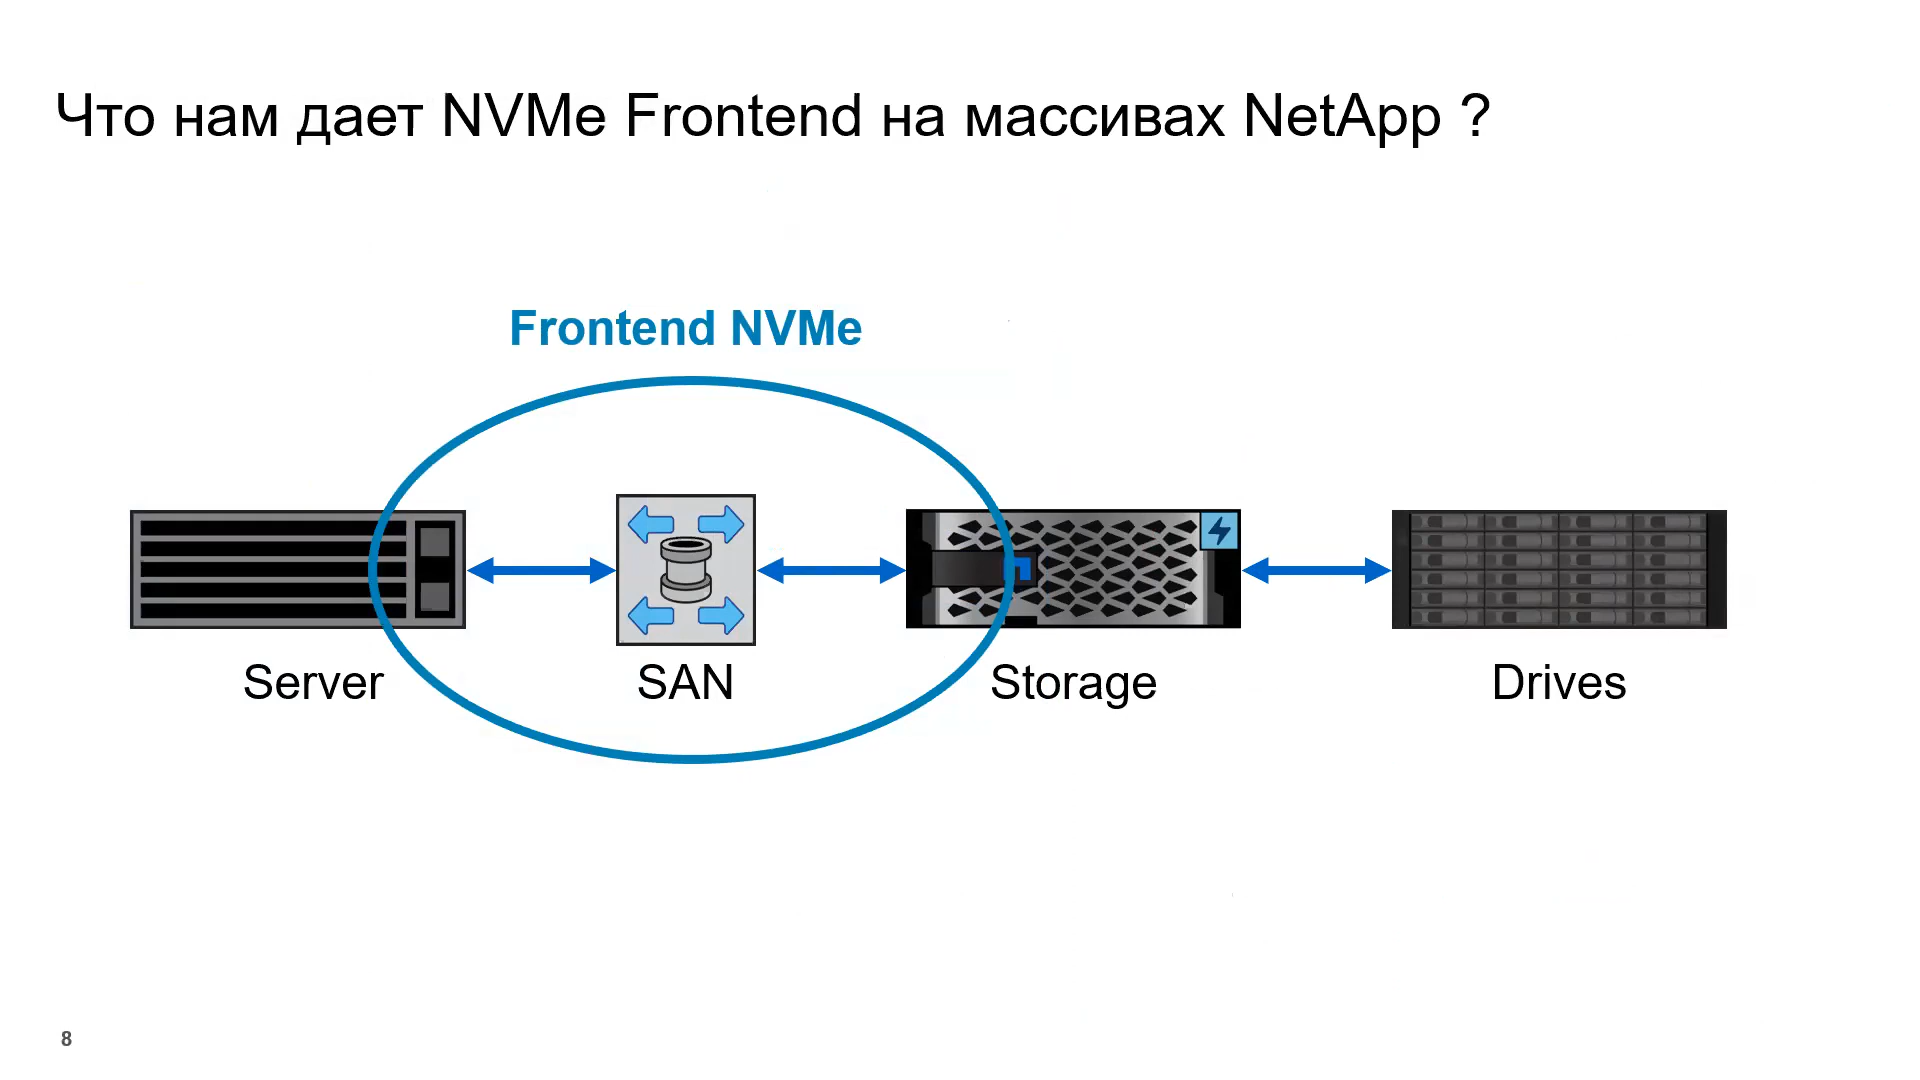 Что нам дает NVMe Frontend на массивах NetApp ?
Frontend NVMe
Server
SAN
Storage
Drives
8